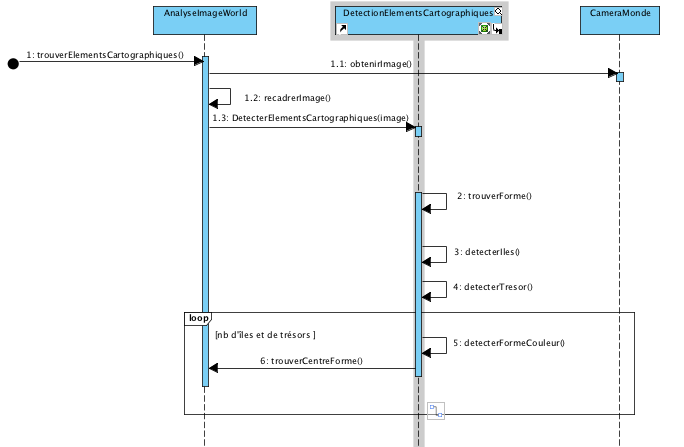 AnalyseImageWorld
DetectionElementsCartographiques
CameraMonde
1: trouverElementsCartographiques()
1.1: obtenirImage()
1.2: recadrerImage()
1.3: DetecterElementsCartographiques(image)
2: trouverForme()
3: detecterIles()
4: detecterTresor()
loop
[nb d'îles et de trésors ]
5: detecterFormeCouleur()
6: trouverCentreForme()